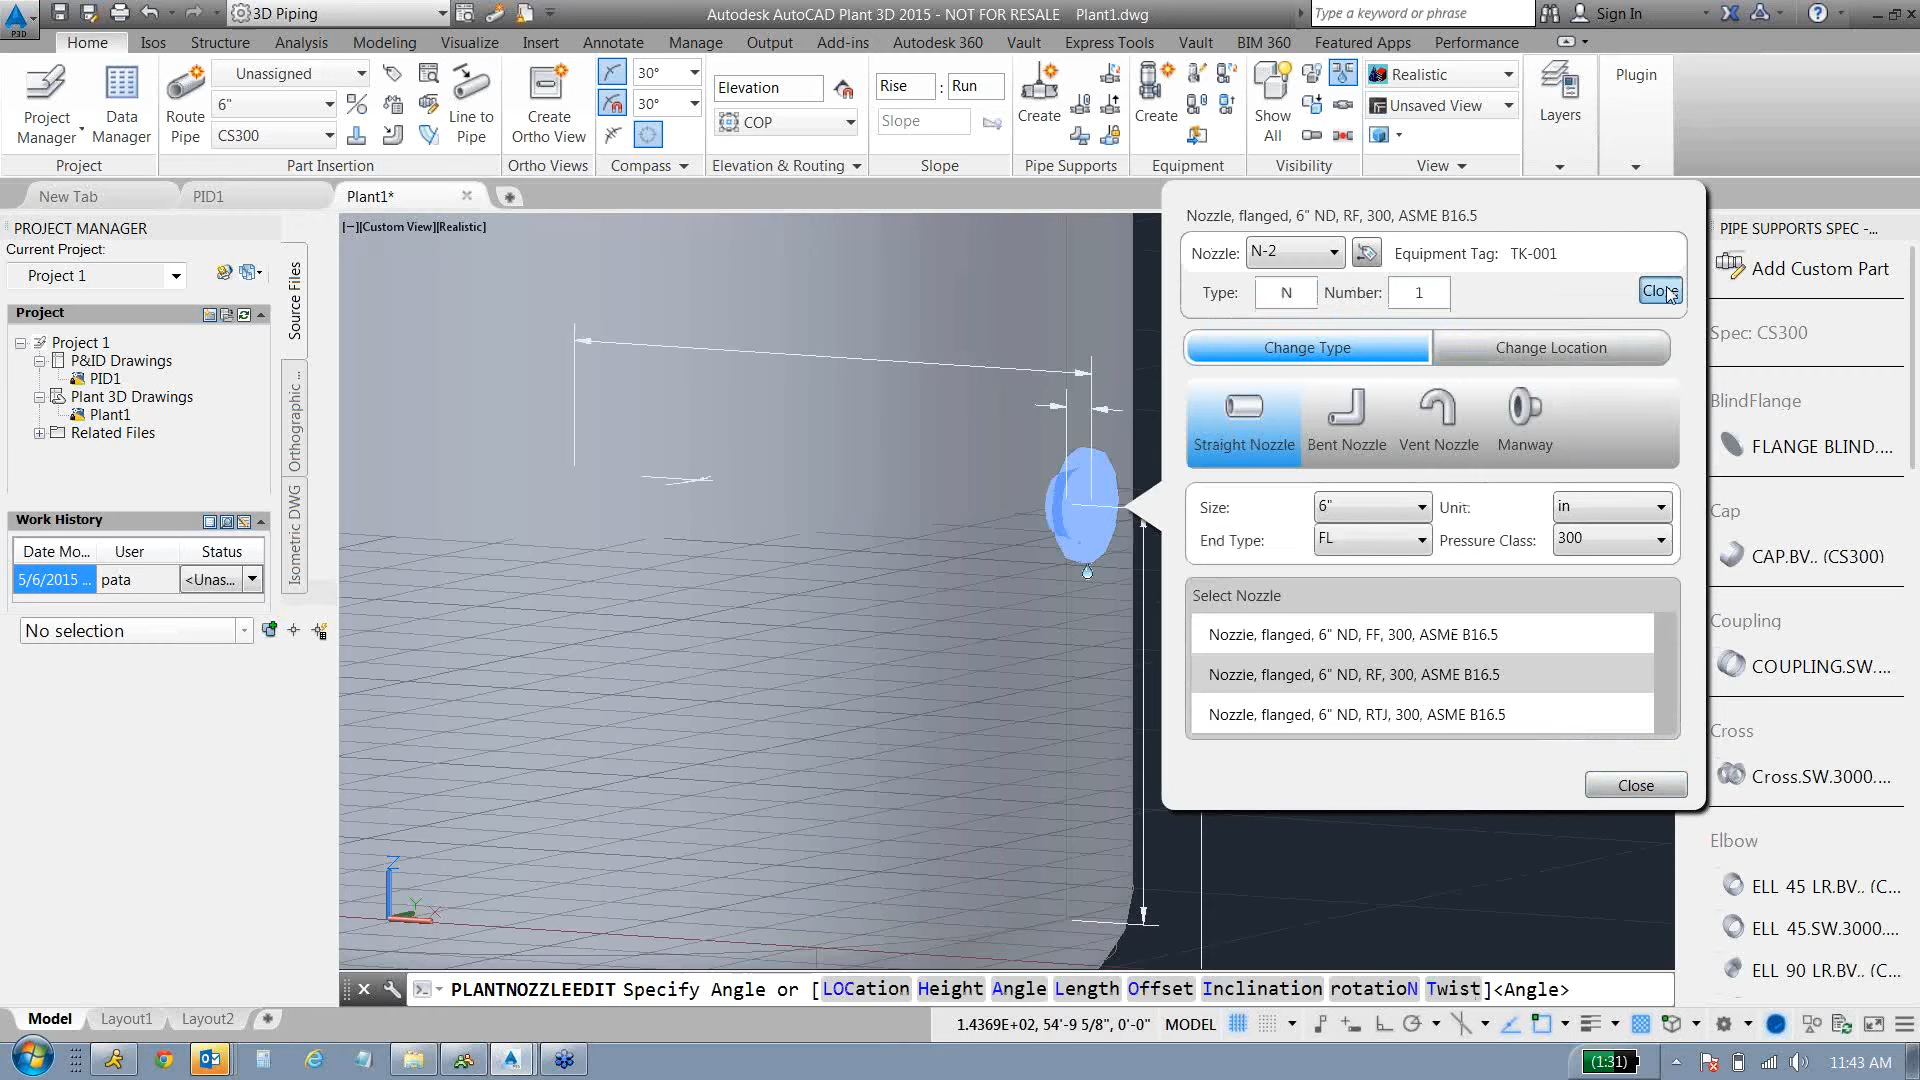 3D Piping
Autodesk AutoCAD Plant 3D 2015 - NOT FOR RESALE Plant1.dwg
Type a keyword or phrase
Sign In
P3D
Home Isos Structure Analysis Modeling Visualize Insert Annotate Manage Output Add-ins Autodesk 360 Vault Express Tools Vault BIM 360 Featured Apps Performance
Project Manager
Data Manager
Project
Route Pipe
Unassigned
6"
CS300
Line to Pipe
Part Insertion
Create Ortho View
Ortho Views
30°
30°
Compass
Elevation
COP
Elevation & Routing
Rise : Run
Slope
Slope
Create
Pipe Supports
Create
Equipment
Show All
Visibility
Realistic
Unsaved View
View
Layers
Plugin
New Tab PID1 Plant1*
PROJECT MANAGER
Current Project:
Project 1
Source Files
Orthographic ...
Isometric DWG
Project
Project 1
P&ID Drawings
PID1
Plant 3D Drawings
Plant1
Related Files
Work History
Date Mo... User Status
5/6/2015 ... pata <Unas...
No selection
[−][Custom View][Realistic]
Z
Y
X
Nozzle, flanged, 6" ND, RF, 300, ASME B16.5
Nozzle: N-2 Equipment Tag: TK-001
Type: N Number: 1
Change Type Change Location
Straight Nozzle Bent Nozzle Vent Nozzle Manway
Size: 6" Unit: in
End Type: FL Pressure Class: 300
Select Nozzle
Nozzle, flanged, 6" ND, FF, 300, ASME B16.5
Nozzle, flanged, 6" ND, RF, 300, ASME B16.5
Nozzle, flanged, 6" ND, RTJ, 300, ASME B16.5
Close
PIPE SUPPORTS SPEC -...
Add Custom Part
Spec: CS300
BlindFlange
FLANGE BLIND....
Cap
CAP.BV.. (CS300)
Coupling
COUPLING.SW....
Cross
Cross.SW.3000....
Elbow
ELL 45 LR.BV.. (C...
ELL 45.SW.3000....
ELL 90 LR.BV.. (C...
PLANTNOZZLEEDIT Specify Angle or [LOCation Height Angle Length Offset Inclination rotatioN Twist]<Angle>
Model Layout1 Layout2
1.4369E+02, 54'-9 5/8", 0'-0" MODEL
(1:31)
11:43 AM